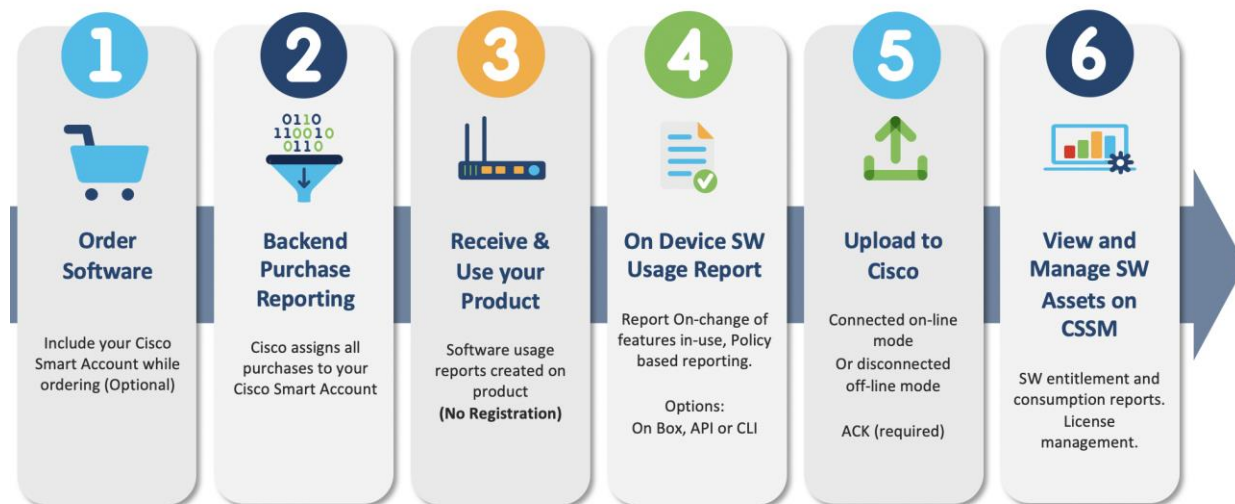 1
Order
Software
Include your Cisco
Smart Account while
ordering (Optional)
2
0110
110010
0110
Backend
Purchase
Reporting
Cisco assigns all
purchases to your
Cisco Smart Account
3
Receive &
Use your
Product
Software usage
reports created on
product
(No Registration)
4
On Device SW
Usage Report
Report On-change of
features in-use, Policy
based reporting.
Options:
On Box, API or CLI
5
Upload to
Cisco
Connected on-line
mode
Or disconnected
off-line mode
ACK (required)
6
View and
Manage SW
Assets on
CSSM
SW entitlement and
consumption reports.
License
management.